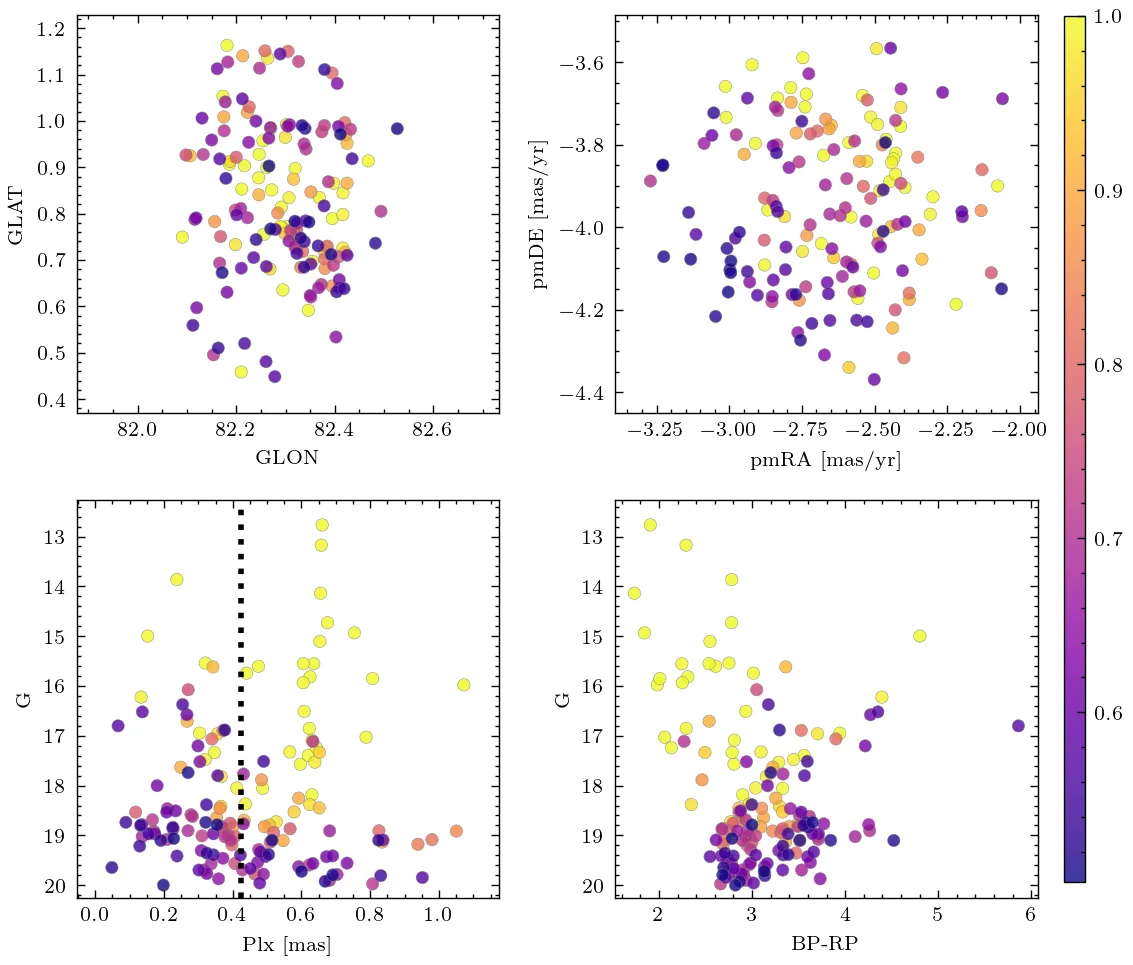 1.2
1.1
1.0
0.9
0.8
0.7
0.6
0.5
0.4
GLAT
82.0 82.2 82.4 82.6
GLON
−3.6
−3.8
−4.0
−4.2
−4.4
pmDE [mas/yr]
−3.25 −3.00 −2.75 −2.50 −2.25 −2.00
pmRA [mas/yr]
13
14
15
16
17
18
19
20
G
0.0 0.2 0.4 0.6 0.8 1.0
Plx [mas]
13
14
15
16
17
18
19
20
G
2 3 4 5 6
BP-RP
1.0
0.9
0.8
0.7
0.6